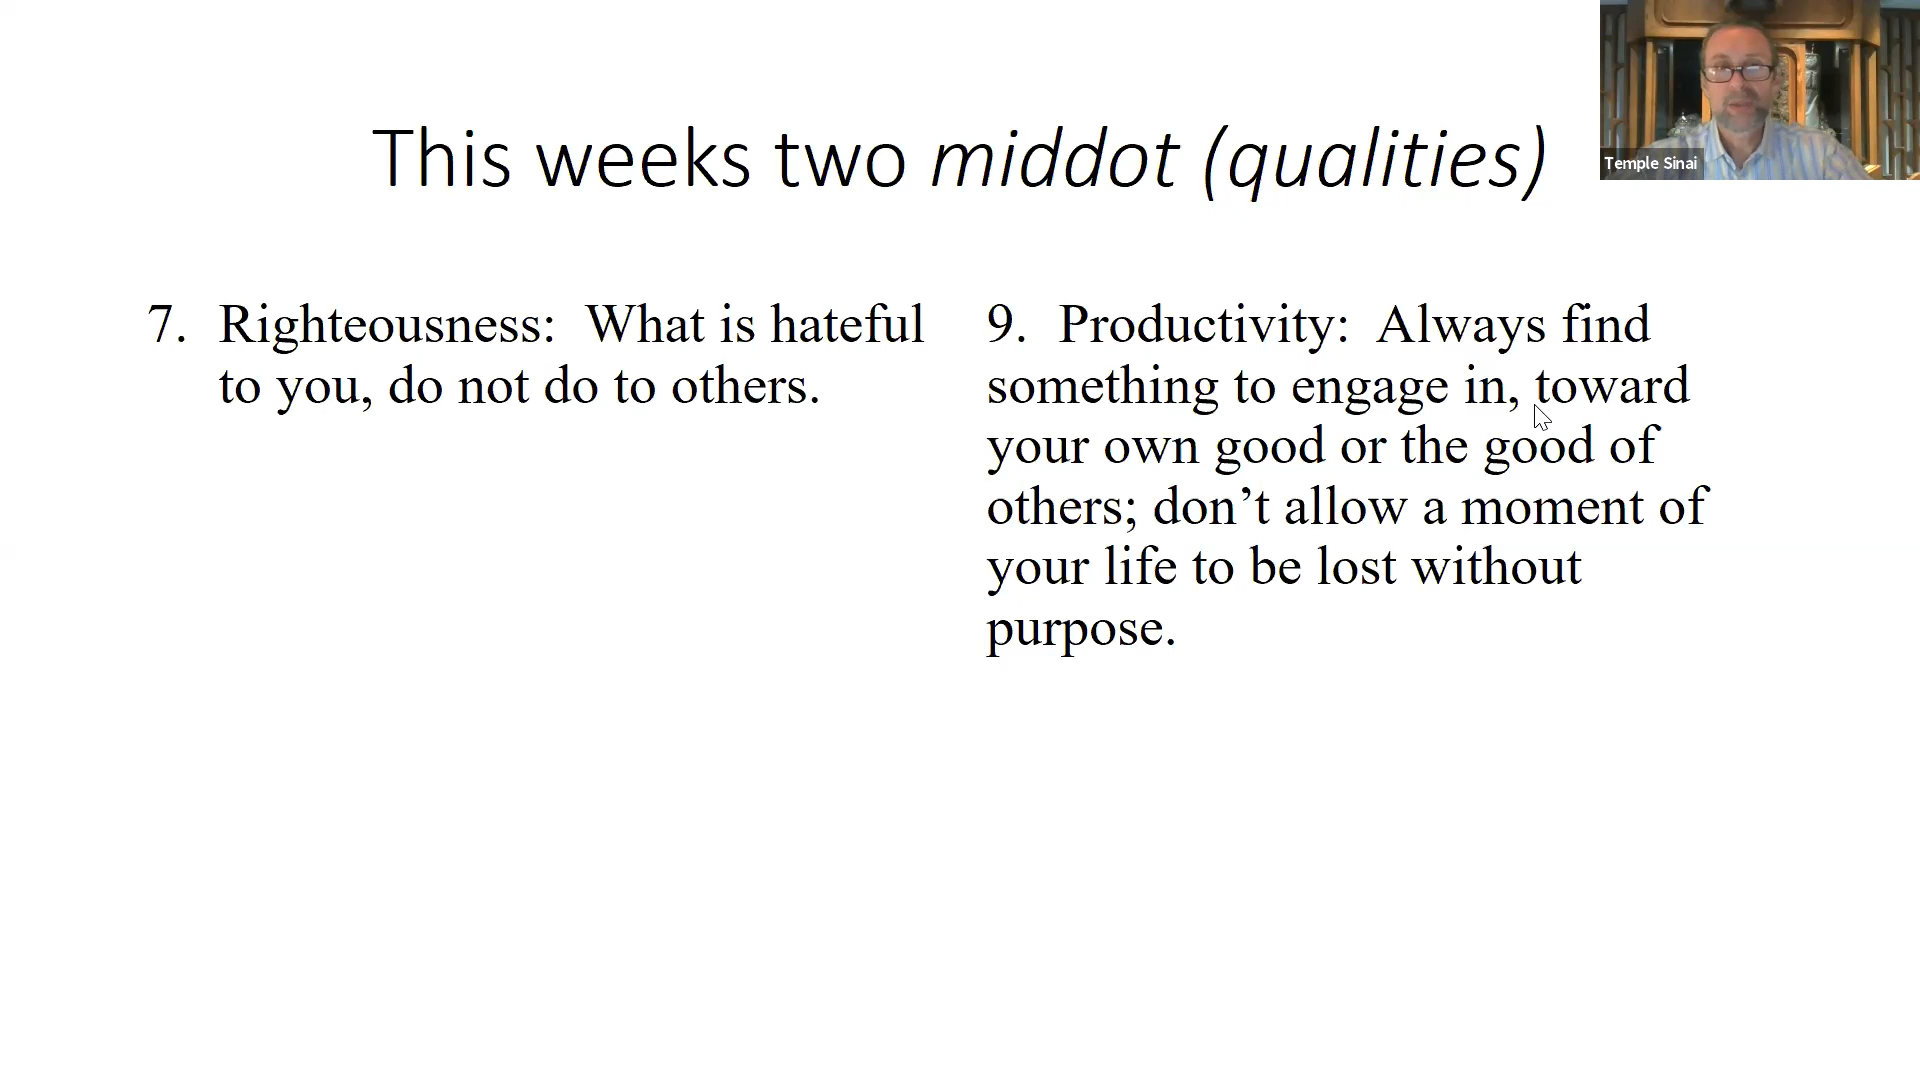 This weeks two middot (qualities)
Temple Sinai
7. Righteousness: What is hateful
to you, do not do to others.
9. Productivity: Always find
something to engage in, toward
your own good or the good of
others; don’t allow a moment of
your life to be lost without
purpose.